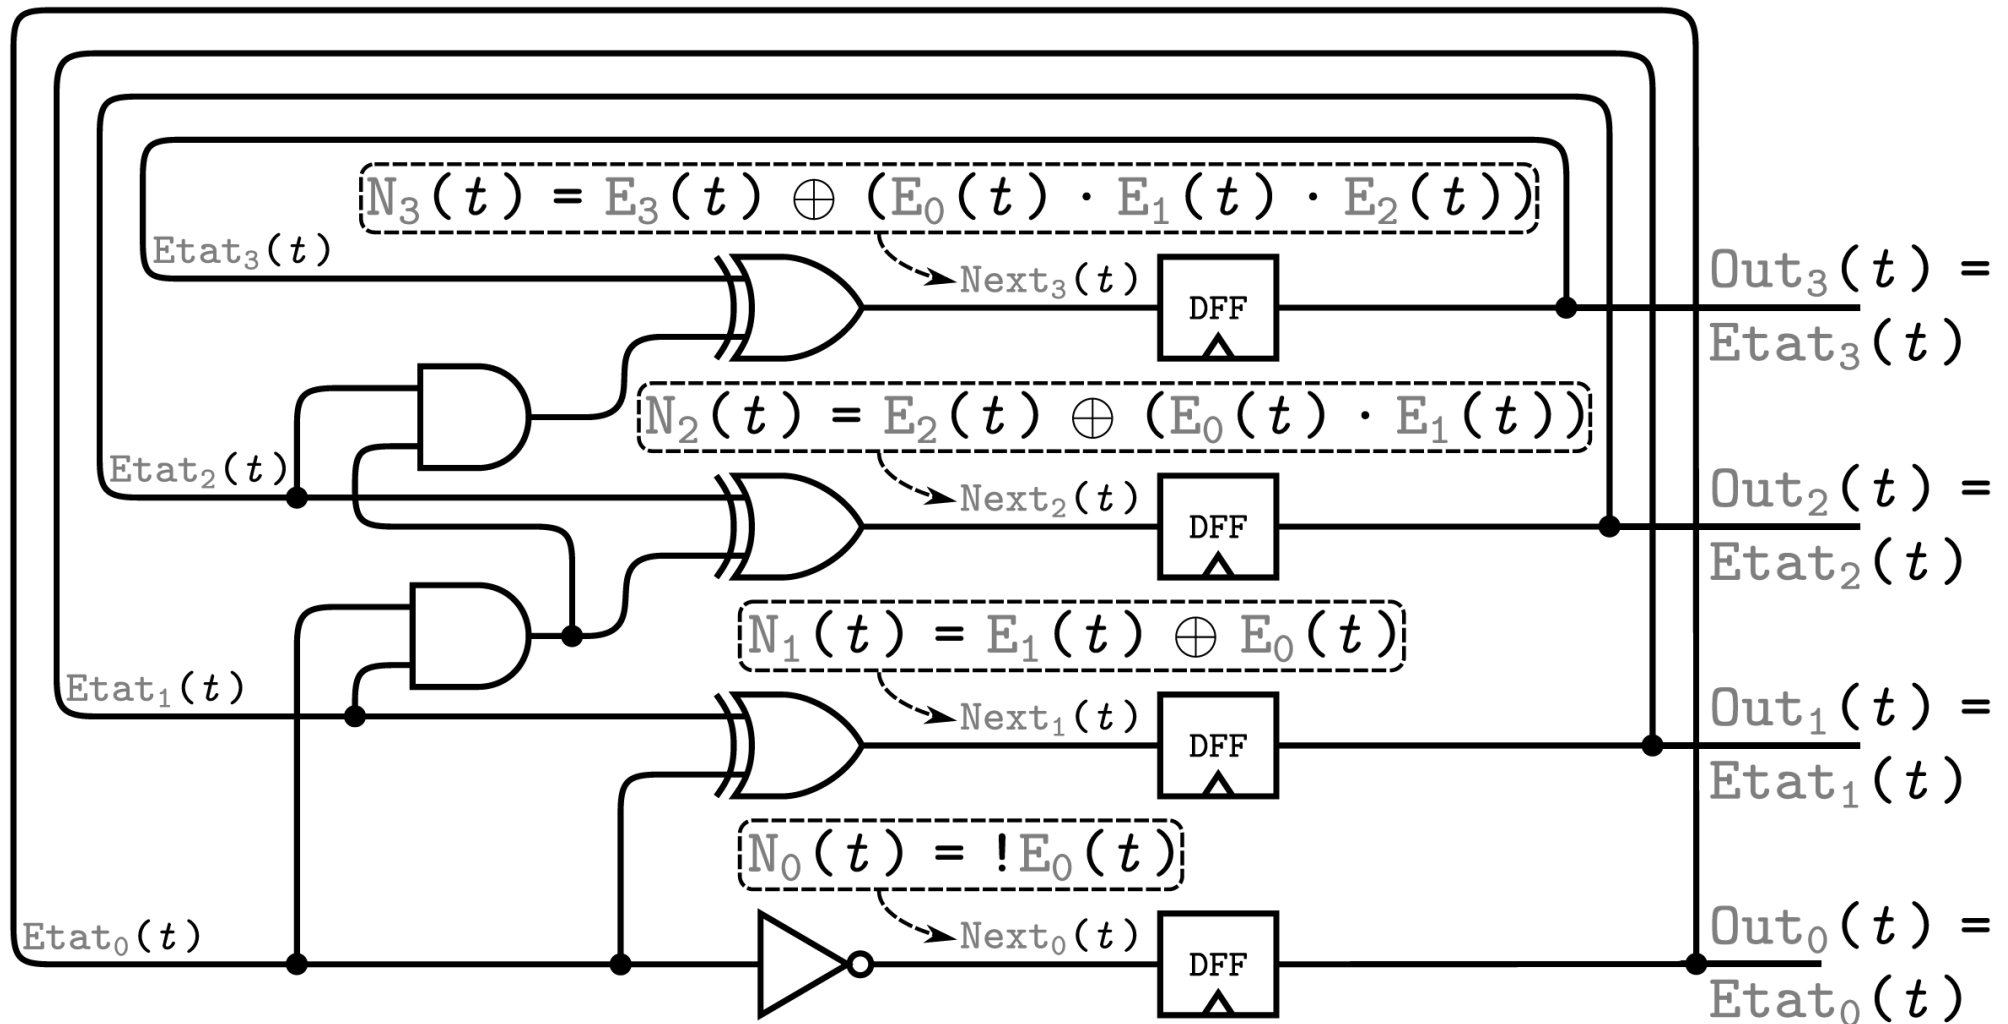 N₃(t) = E₃(t) ⊕ (E₀(t) · E₁(t) · E₂(t))
Etat₃(t)
Next₃(t)
DFF
Out₃(t) =
Etat₃(t)
N₂(t) = E₂(t) ⊕ (E₀(t) · E₁(t))
Etat₂(t)
Next₂(t)
DFF
Out₂(t) =
Etat₂(t)
N₁(t) = E₁(t) ⊕ E₀(t)
Etat₁(t)
Next₁(t)
DFF
Out₁(t) =
Etat₁(t)
N₀(t) = !E₀(t)
Etat₀(t)
Next₀(t)
DFF
Out₀(t) =
Etat₀(t)